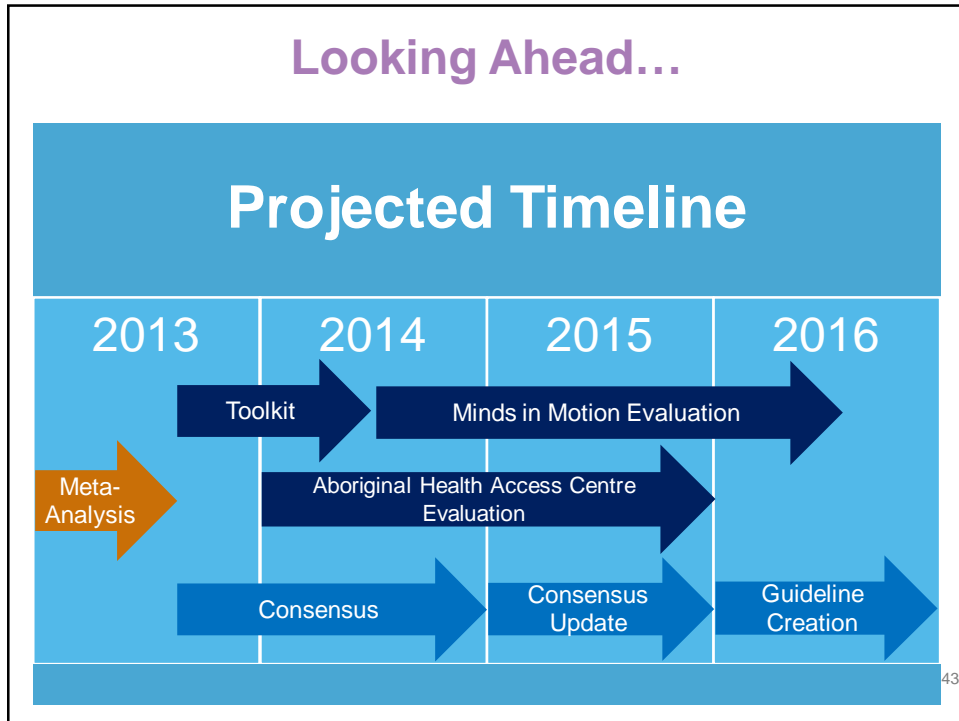 Looking Ahead…
Projected Timeline
2013 2014 2015 2016
Toolkit
Minds in Motion Evaluation
Meta-
Analysis
Aboriginal Health Access Centre
Evaluation
Consensus
Consensus
Update
Guideline
Creation
43